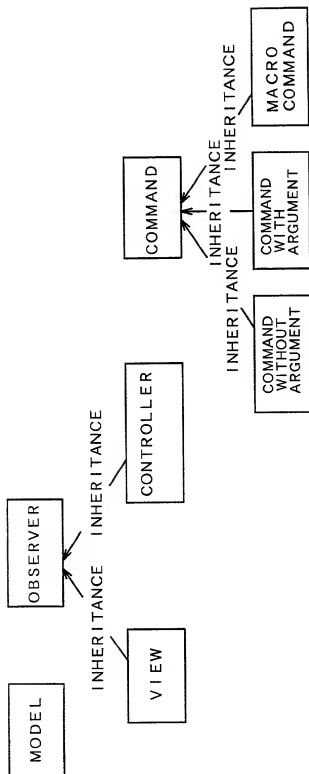 MODEL
OBSERVER
INHERITANCE
INHERITANCE
VIEW
CONTROLLER
COMMAND
INHERITANCE
INHERITANCE
INHERITANCE
COMMAND
WITHOUT
ARGUMENT
COMMAND
WITH
ARGUMENT
MACRO
COMMAND